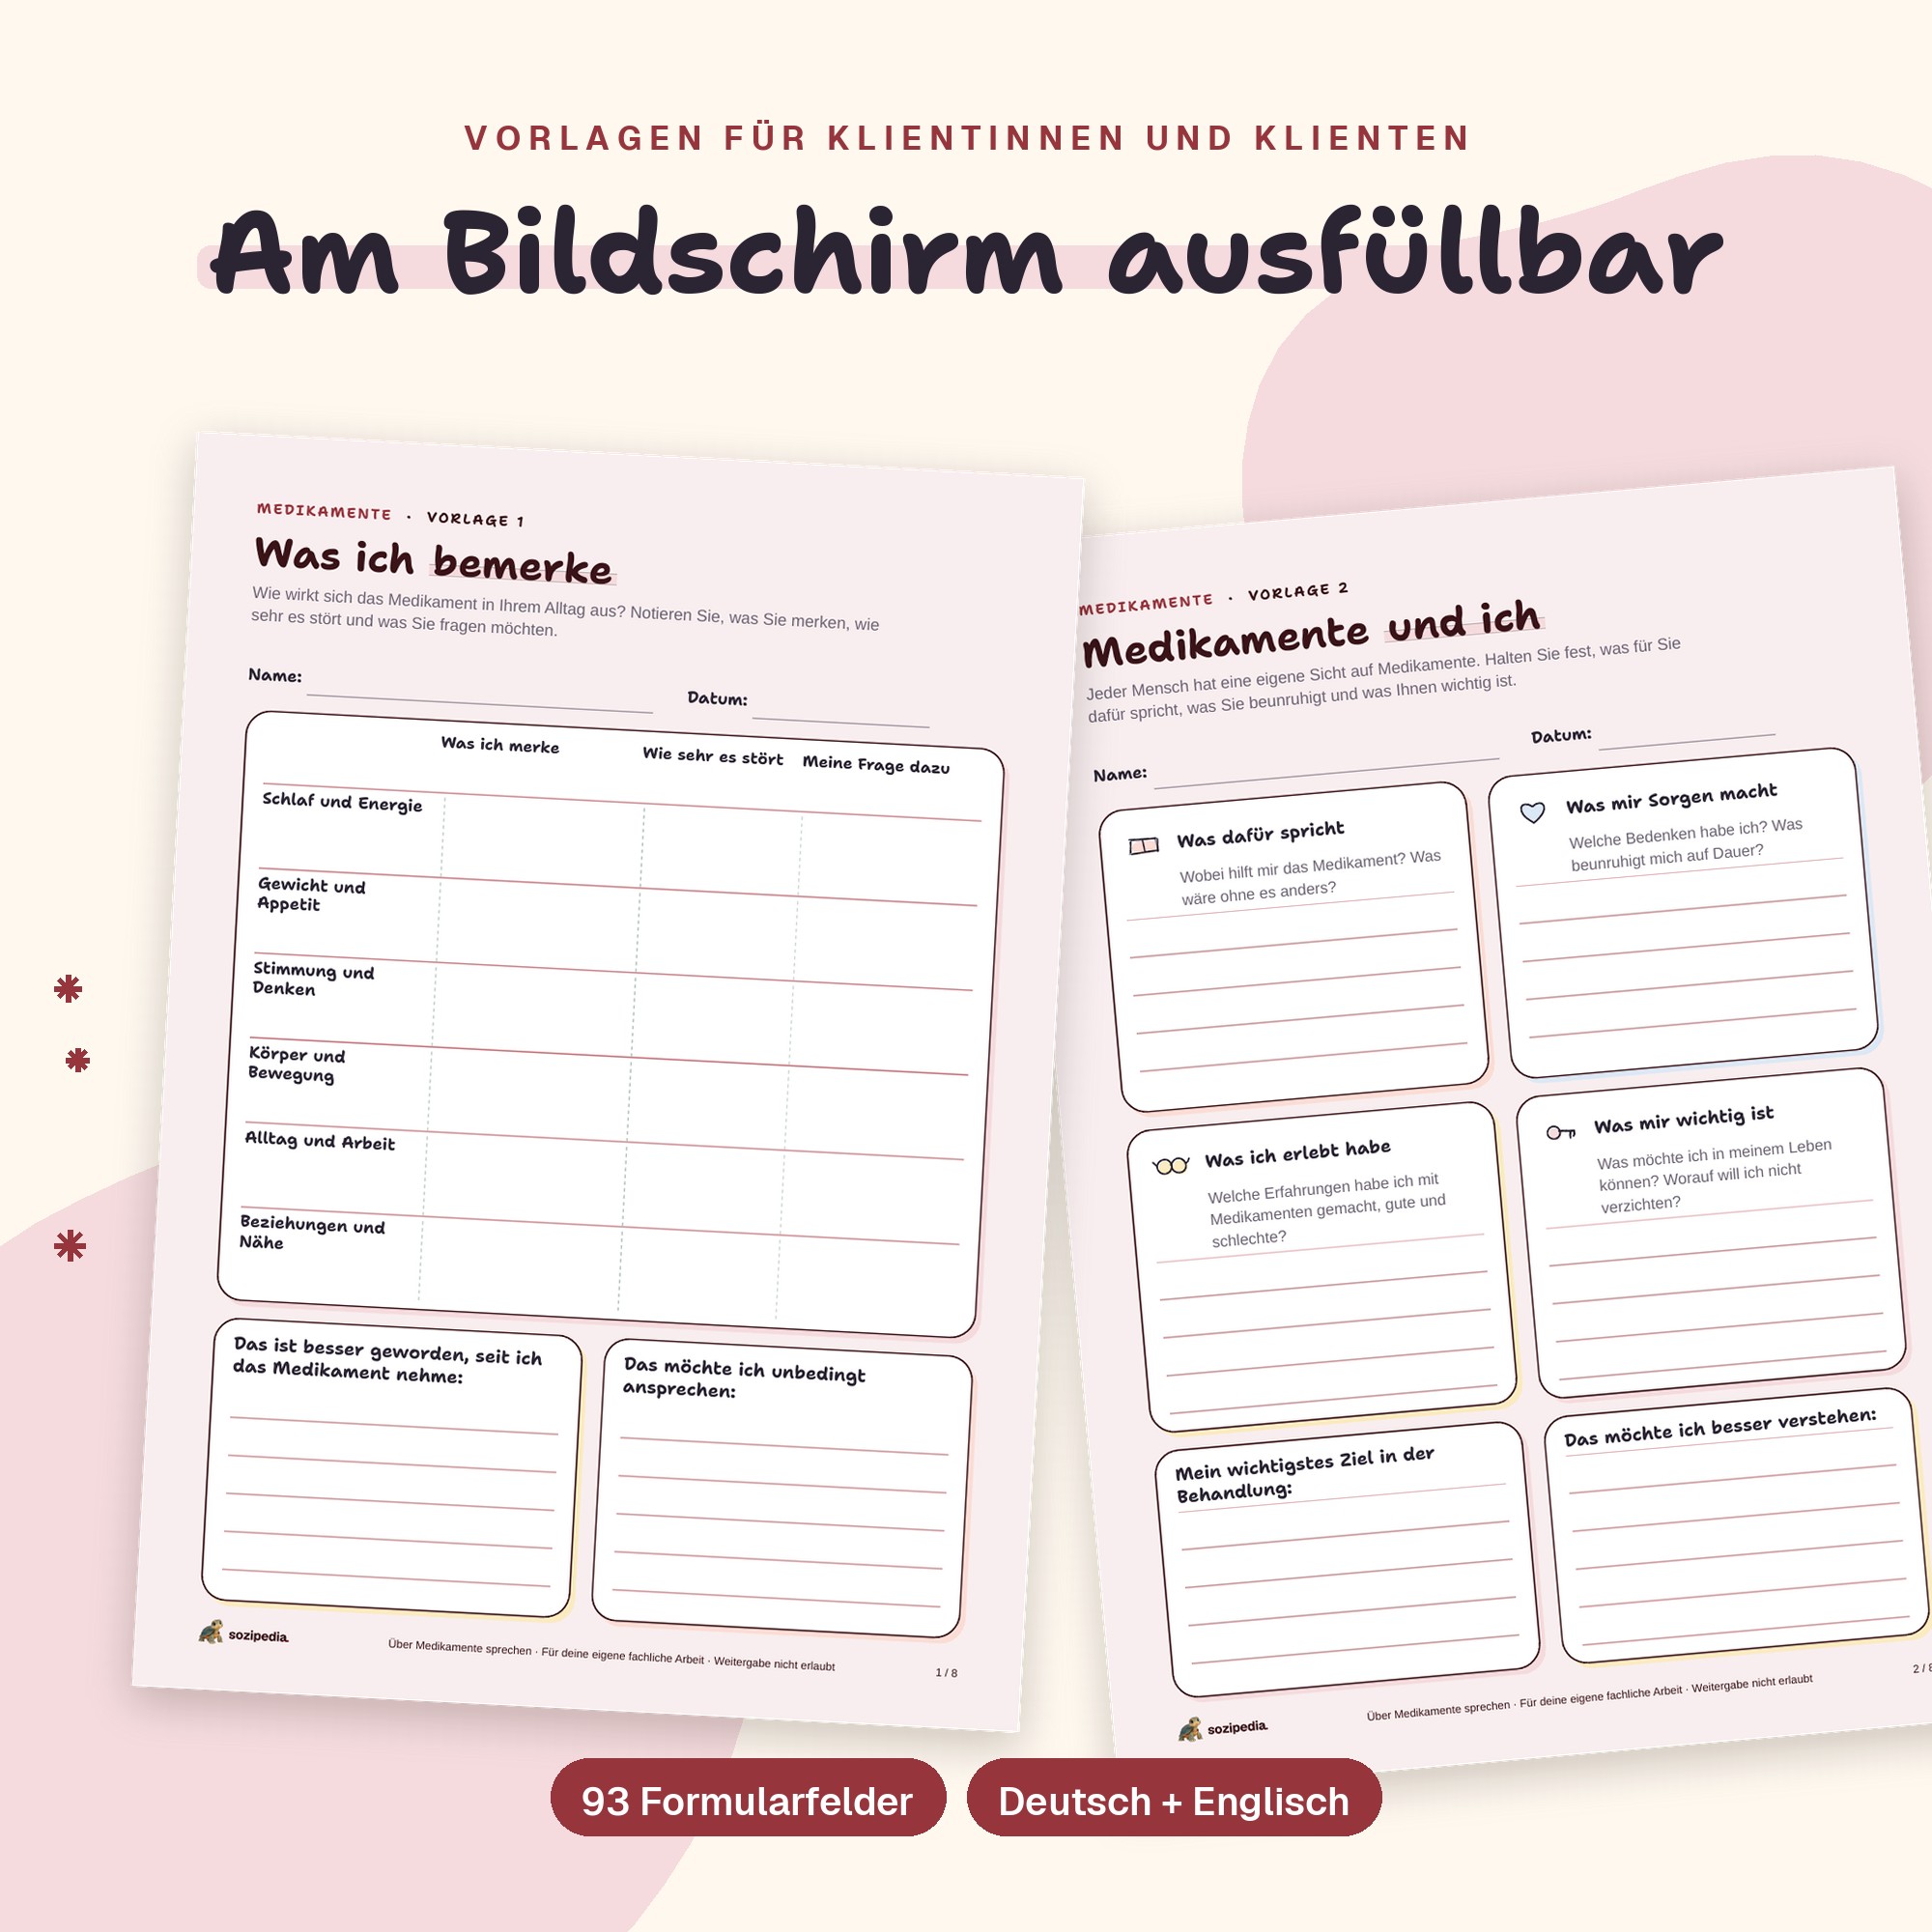 VORLAGEN FÜR KLIENTINNEN UND KLIENTEN
Am Bildschirm ausfüllbar
MEDIKAMENTE · VORLAGE 1
Was ich bemerke
Wie wirkt sich das Medikament in Ihrem Alltag aus? Notieren Sie, was Sie merken, wie
sehr es stört und was Sie fragen möchten.
Name:
Datum:
Was ich merke
Wie sehr es stört
Meine Frage dazu
Schlaf und Energie
Gewicht und
Appetit
Stimmung und
Denken
Körper und
Bewegung
Alltag und Arbeit
Beziehungen und
Nähe
Das ist besser geworden, seit ich
das Medikament nehme:
Das möchte ich unbedingt
ansprechen:
sozipedia.
Über Medikamente sprechen · Für deine eigene fachliche Arbeit · Weitergabe nicht erlaubt
1 / 8
MEDIKAMENTE · VORLAGE 2
Medikamente und ich
Jeder Mensch hat eine eigene Sicht auf Medikamente. Halten Sie fest, was für Sie
dafür spricht, was Sie beunruhigt und was Ihnen wichtig ist.
Name:
Datum:
Was dafür spricht
Wobei hilft mir das Medikament? Was
wäre ohne es anders?
Was mir Sorgen macht
Welche Bedenken habe ich? Was
beunruhigt mich auf Dauer?
Was ich erlebt habe
Welche Erfahrungen habe ich mit
Medikamenten gemacht, gute und
schlechte?
Was mir wichtig ist
Was möchte ich in meinem Leben
können? Worauf will ich nicht
verzichten?
Mein wichtigstes Ziel in der
Behandlung:
Das möchte ich besser verstehen:
sozipedia.
Über Medikamente sprechen · Für deine eigene fachliche Arbeit · Weitergabe nicht erlaubt
2 / 8
93 Formularfelder
Deutsch + Englisch